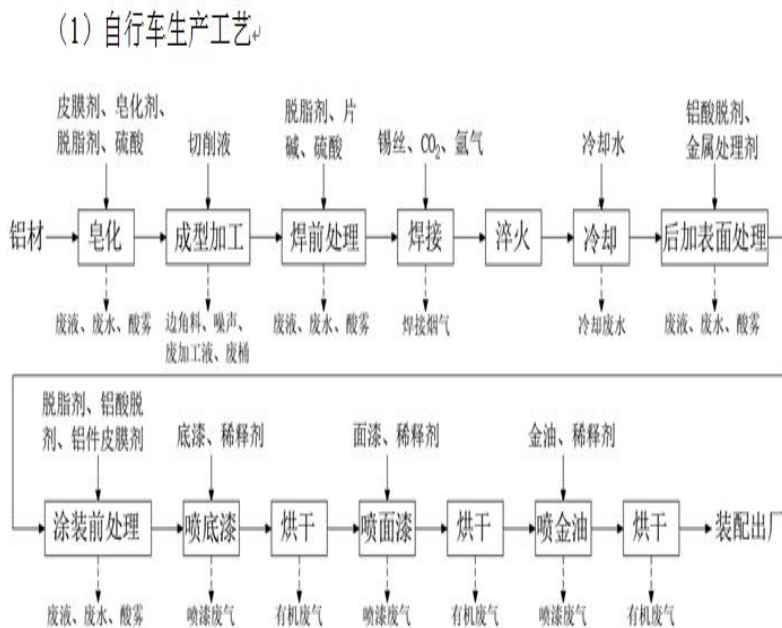 (1) 自行车生产工艺
皮膜剂、皂化剂、
脱脂剂、硫酸
切削液
脱脂剂、片
碱、硫酸
锡丝、CO₂、氩气
冷却水
铝酸脱剂、
金属处理剂
铝材
皂化
成型加工
焊前处理
焊接
淬火
冷却
后加表面处理
废液、废水、酸雾
边角料、噪声、
废加工液、废桶
废液、废水、酸雾
焊接烟气
冷却废水
废液、废水、酸雾
脱脂剂、铝酸脱
剂、铝件皮膜剂
底漆、稀释剂
面漆、稀释剂
金油、稀释剂
涂装前处理
喷底漆
烘干
喷面漆
烘干
喷金油
烘干
装配出厂
废液、废水、酸雾
喷漆废气
有机废气
喷漆废气
有机废气
喷漆废气
有机废气